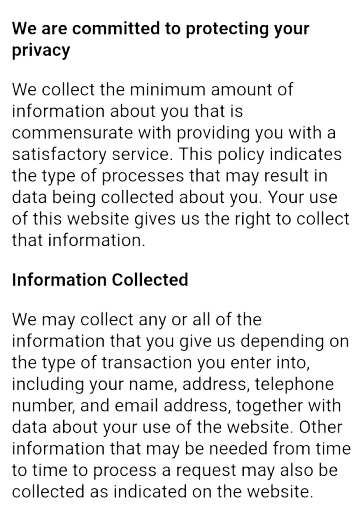 We are committed to protecting your
privacy
We collect the minimum amount of
information about you that is
commensurate with providing you with a
satisfactory service. This policy indicates
the type of processes that may result in
data being collected about you. Your use
of this website gives us the right to collect
that information.
Information Collected
We may collect any or all of the
information that you give us depending on
the type of transaction you enter into,
including your name, address, telephone
number, and email address, together with
data about your use of the website. Other
information that may be needed from time
to time to process a request may also be
collected as indicated on the website.